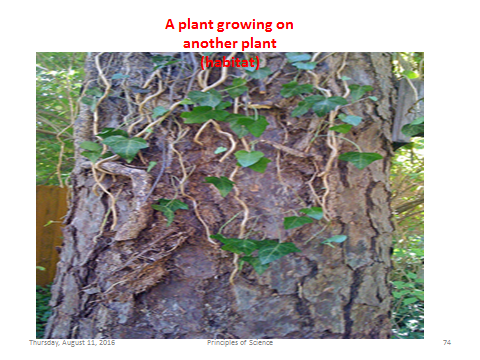 A plant growing on
another plant
(habitat)
Thursday, August 11, 2016 Principles of Science 74